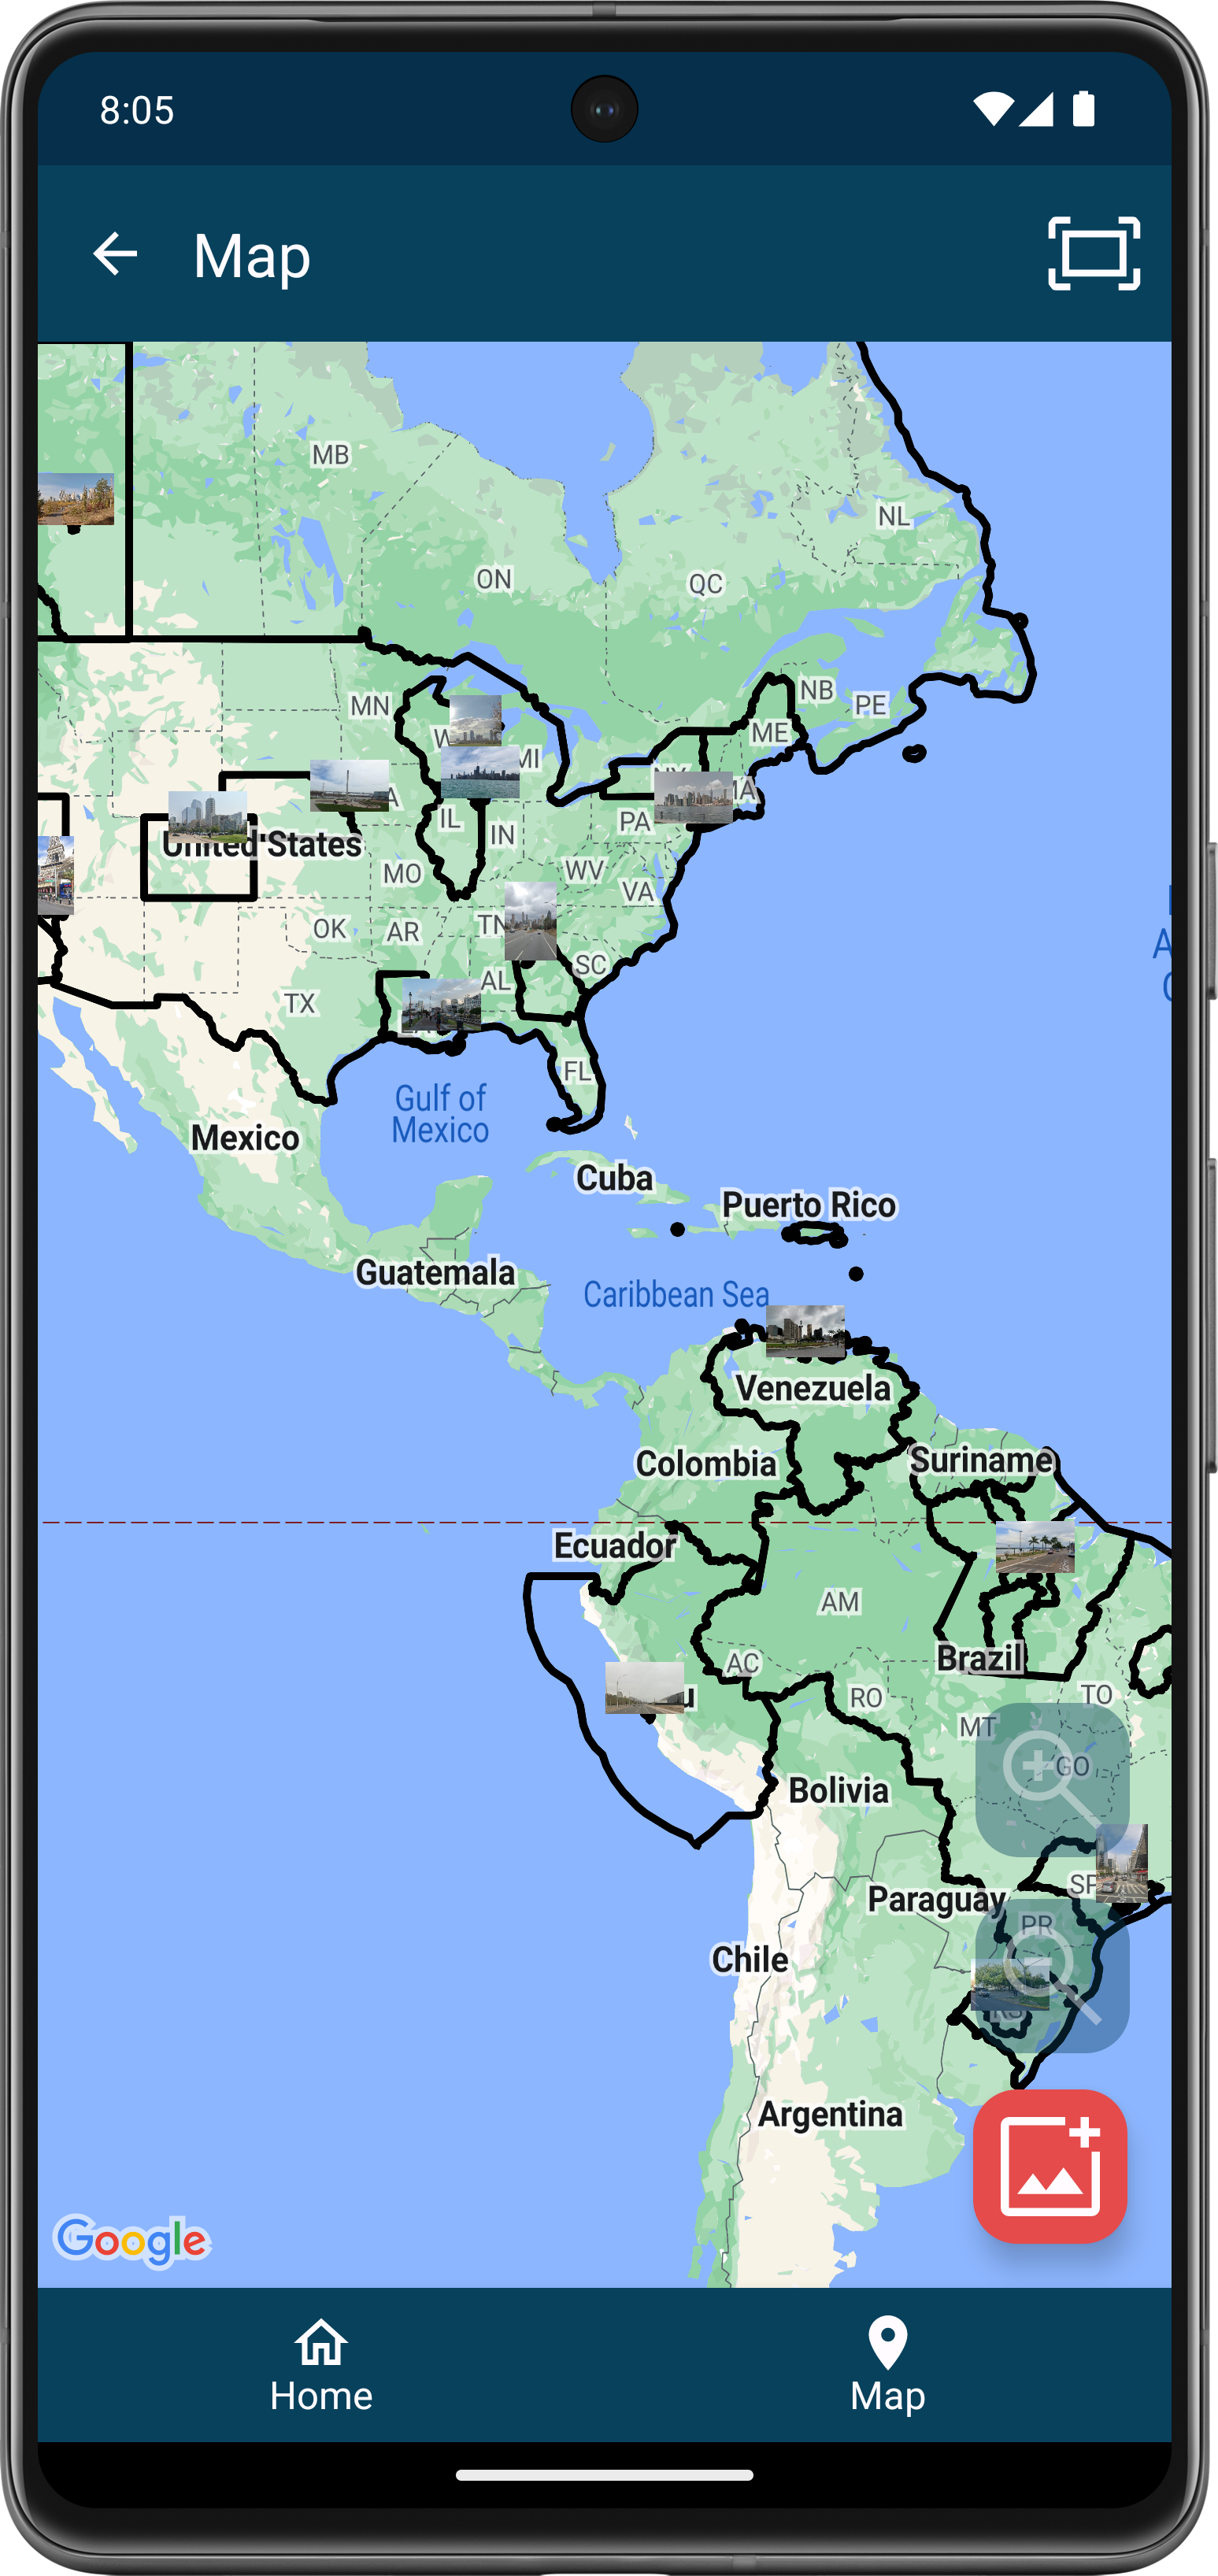 8:05
Map
MB
NL
ON
QC
MN
NB
PE
ME
MI
IL
IN
PA
United States
MO
WV
VA
OK
AR
TN
SC
TX
AL
FL
Gulf of
Mexico
Mexico
Cuba
Puerto Rico
Guatemala
Caribbean Sea
Venezuela
Colombia
Suriname
Ecuador
AM
Brazil
AC
RO
TO
MT
GO
Bolivia
SP
Paraguay
PR
Chile
RS
Argentina
Google
Home
Map